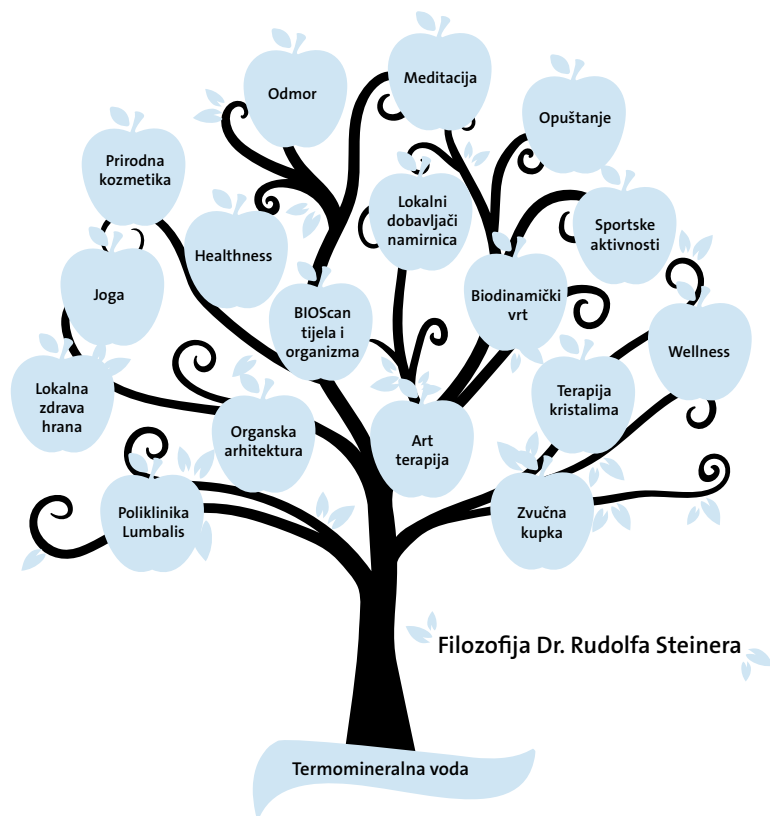 Meditacija
Odmor
Opuštanje
Prirodna
kozmetika
Lokalni
dobavljači
namirnica
Sportske
aktivnosti
Healthness
Joga
Biodinamički
vrt
BIOScan
tijela i
organizma
Wellness
Lokalna
zdrava
hrana
Terapija
kristalima
Organska
arhitektura
Art
terapija
Poliklinika
Lumbalis
Zvučna
kupka
Filozofija Dr. Rudolfa Steinera
Termomineralna voda